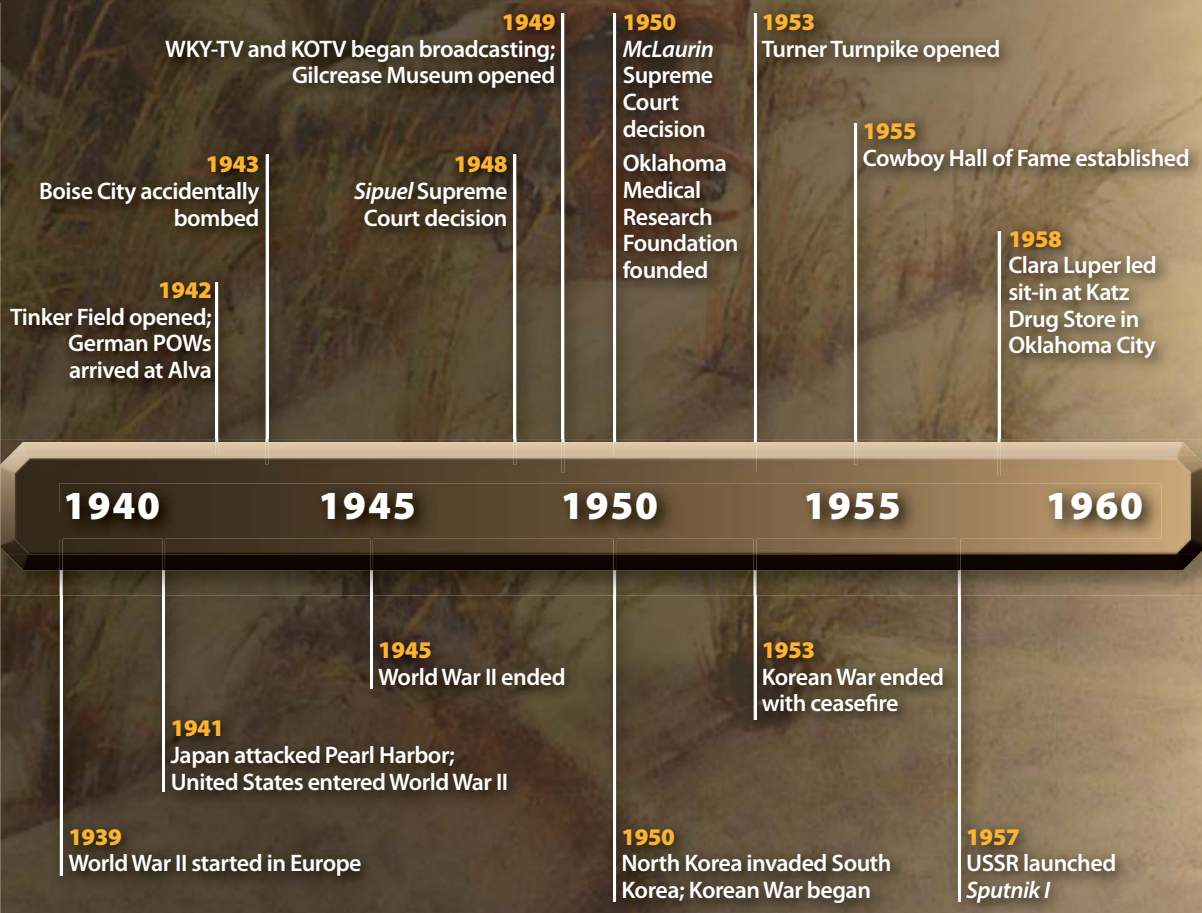 1949
WKY-TV and KOTV began broadcasting;
Gilcrease Museum opened
1950
McLaurin
Supreme
Court
decision
Oklahoma
Medical
Research
Foundation
founded
1953
Turner Turnpike opened
1955
Cowboy Hall of Fame established
1943
Boise City accidentally
bombed
1948
Sipuel Supreme
Court decision
1958
Clara Luper led
sit-in at Katz
Drug Store in
Oklahoma City
1942
Tinker Field opened;
German POWs
arrived at Alva
1940 1945 1950 1955 1960
1945
World War II ended
1953
Korean War ended
with ceasefire
1941
Japan attacked Pearl Harbor;
United States entered World War II
1939
World War II started in Europe
1950
North Korea invaded South
Korea; Korean War began
1957
USSR launched
Sputnik I